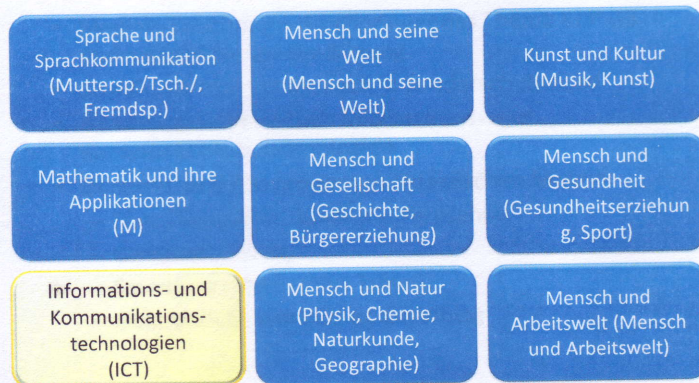 Sprache und
Sprachkommunikation
(Muttersp./Tsch./,
Fremdsp.)
Mensch und seine
Welt
(Mensch und seine
Welt)
Kunst und Kultur
(Musik, Kunst)
Mathematik und ihre
Applikationen
(M)
Mensch und
Gesellschaft
(Geschichte,
Bürgererziehung)
Mensch und
Gesundheit
(Gesundheitserziehun
g, Sport)
Informations- und
Kommunikations-
technologien
(ICT)
Mensch und Natur
(Physik, Chemie,
Naturkunde,
Geographie)
Mensch und
Arbeitswelt (Mensch
und Arbeitswelt)